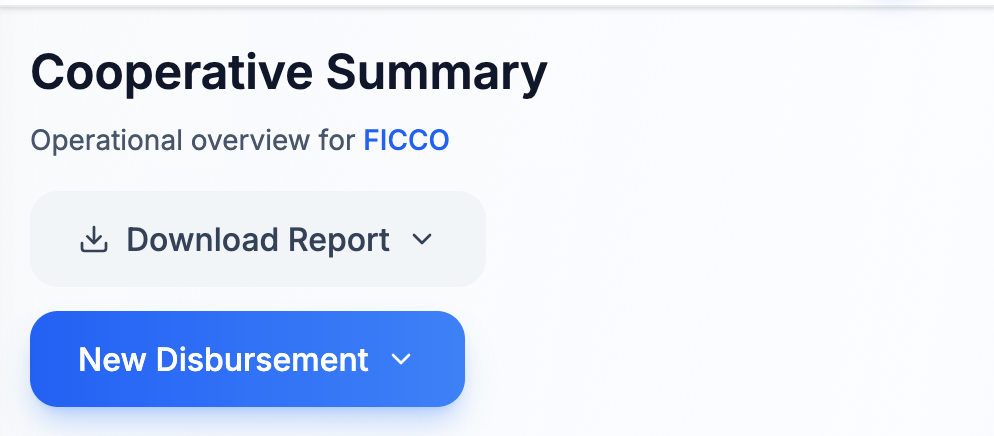 Cooperative Summary
Operational overview for FICCO
Download Report
New Disbursement